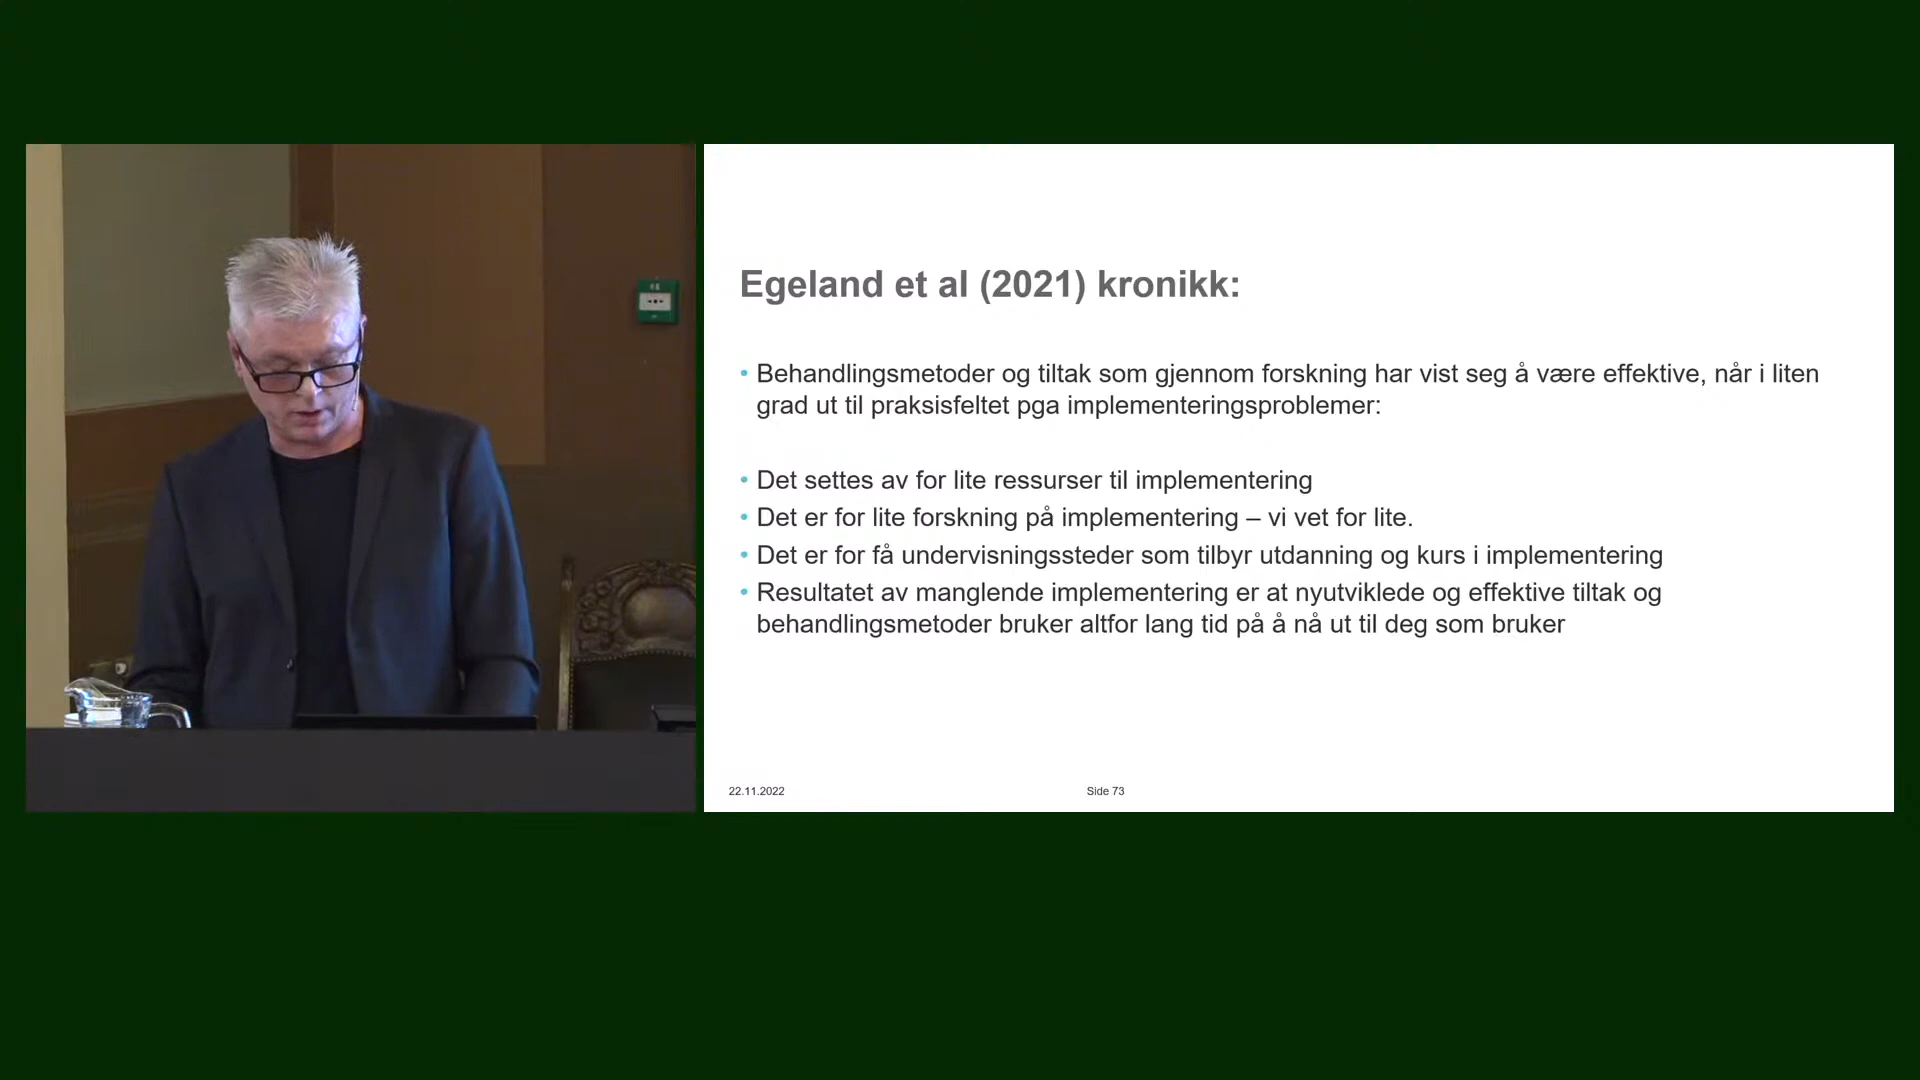 Egeland et al (2021) kronikk:
• Behandlingsmetoder og tiltak som gjennom forskning har vist seg å være effektive, når i liten
grad ut til praksisfeltet pga implementeringsproblemer:
• Det settes av for lite ressurser til implementering
• Det er for lite forskning på implementering – vi vet for lite.
• Det er for få undervisningssteder som tilbyr utdanning og kurs i implementering
• Resultatet av manglende implementering er at nyutviklede og effektive tiltak og
behandlingsmetoder bruker altfor lang tid på å nå ut til deg som bruker
22.11.2022
Side 73